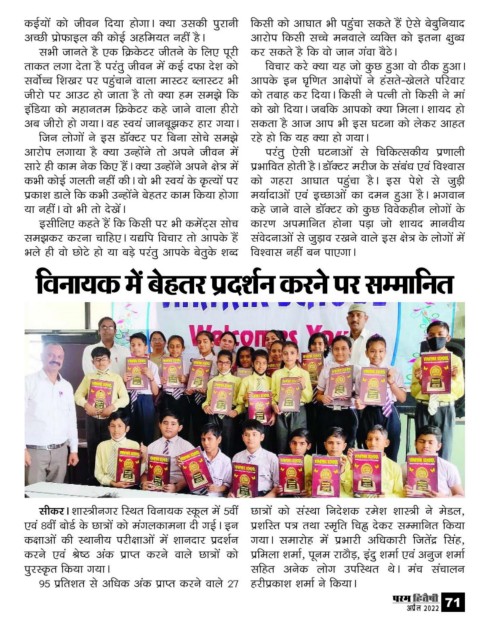 कईयों को जीवन दिया होगा। क्या उसकी पुरानी
अच्छी प्रोफाइल की कोई अहमियत नहीं है।
सभी जानते है एक क्रिकेटर जीतने के लिए पूरी
ताकत लगा देता है परंतु जीवन में कई दफा देश को
सर्वोच्च शिखर पर पहुंचाने वाला मास्टर ब्लास्टर भी
जीरो पर आउट हो जाता है तो क्या हम समझे कि
इंडिया को महानतम क्रिकेटर कहे जाने वाला हीरो
अब जीरो हो गया। वह स्वयं जानबूझकर हार गया।
जिन लोगों ने इस डॉक्टर पर बिना सोचे समझे
आरोप लगाया है क्या उन्होंने तो अपने जीवन में
सारे ही काम नेक किए हैं। क्या उन्होंने अपने क्षेत्र में
कभी कोई गलती नहीं की। वो भी स्वयं के कृत्यों पर
प्रकाश डाले कि कभी उन्होंने बेहतर काम किया होगा
या नहीं। वो भी तो देखें।
इसीलिए कहते हैं कि किसी पर भी कमेंट्स सोच
समझकर करना चाहिए। यद्यपि विचार तो आपके हैं
भले ही वो छोटे हो या बड़े परंतु आपके बेतुके शब्द
किसी को आघात भी पहुंचा सकते हैं ऐसे बेबुनियाद
आरोप किसी सच्चे मनवाले व्यक्ति को इतना क्षुब्ध
कर सकते है कि वो जान गंवा बैठे।
विचार करे क्या यह जो कुछ हुआ वो ठीक हुआ।
आपके इन घृणित आक्षेपों ने हंसते-खेलते परिवार
को तबाह कर दिया। किसी ने पत्नी तो किसी ने मां
को खो दिया। जबकि आपको क्या मिला। शायद हो
सकता है आज आप भी इस घटना को लेकर आहत
रहे हो कि यह क्या हो गया।
परंतु ऐसी घटनाओं से चिकित्सकीय प्रणाली
प्रभावित होती है। डॉक्टर मरीज के संबंध एवं विश्वास
को गहरा आघात पहुंचा है। इस पेशे से जुड़ी
मर्यादाओं एवं इच्छाओं का दमन हुआ है। भगवान
कहे जाने वाले डॉक्टर को कुछ विवेकहीन लोगों के
कारण अपमानित होना पड़ा जो शायद मानवीय
संवेदनाओं से जुड़ाव रखने वाले इस क्षेत्र के लोगों में
विश्वास नहीं बन पाएगा।
विनायक में बेहतर प्रदर्शन करने पर सम्मानित
Welcomes You
सीकर। शास्त्रीनगर स्थित विनायक स्कूल में 5वीं
एवं 8वीं बोर्ड के छात्रों को मंगलकामना दी गई। इन
कक्षाओं की स्थानीय परीक्षाओं में शानदार प्रदर्शन
करने एवं श्रेष्ठ अंक प्राप्त करने वाले छात्रों को
पुरस्कृत किया गया।
95 प्रतिशत से अधिक अंक प्राप्त करने वाले 27
छात्रों को संस्था निदेशक रमेश शास्त्री ने मेडल,
प्रशस्ति पत्र तथा स्मृति चिह्न देकर सम्मानित किया
गया। समारोह में प्रभारी अधिकारी जितेंद्र सिंह,
प्रमिला शर्मा, पूनम राठौड़, इंदु शर्मा एवं अनुज शर्मा
सहित अनेक लोग उपस्थित थे। मंच संचालन
हरीप्रकाश शर्मा ने किया।
परम हितैषी
अप्रैल 2022
71